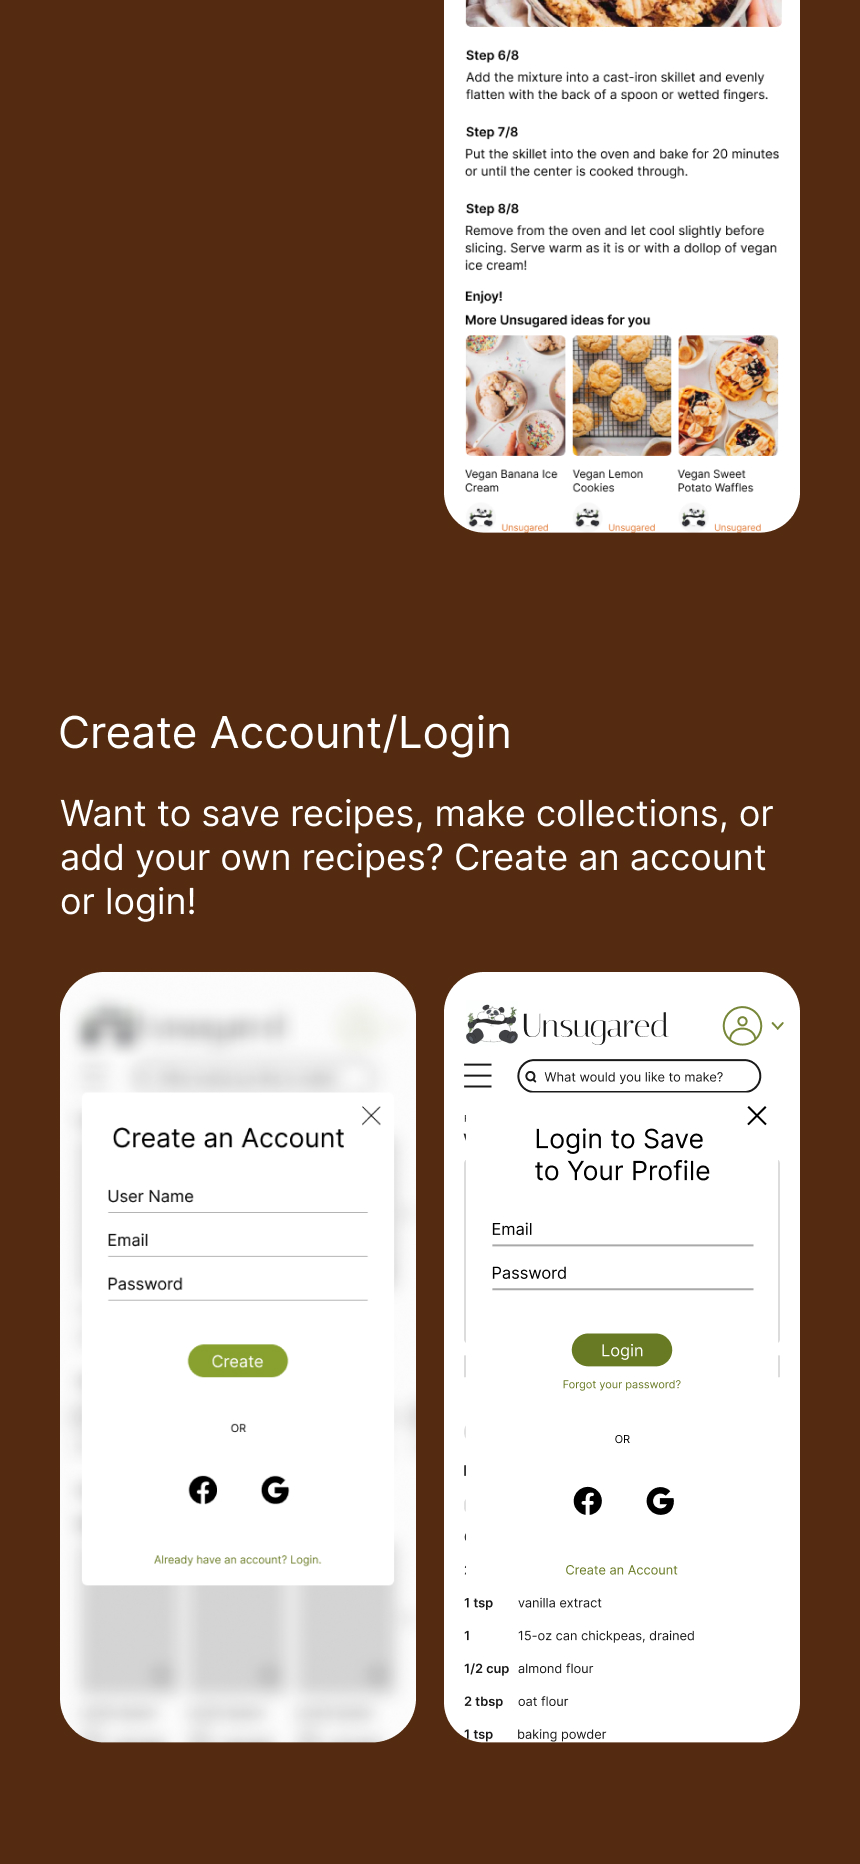 Step 6/8
Add the mixture into a cast-iron skillet and evenly
flatten with the back of a spoon or wetted fingers.
Step 7/8
Put the skillet into the oven and bake for 20 minutes
or until the center is cooked through.
Step 8/8
Remove from the oven and let cool slightly before
slicing. Serve warm as it is or with a dollop of vegan
ice cream!
Enjoy!
More Unsugared ideas for you
Vegan Banana Ice
Cream
Vegan Lemon
Cookies
Vegan Sweet
Potato Waffles
Unsugared
Unsugared
Unsugared
Create Account/Login
Want to save recipes, make collections, or
add your own recipes? Create an account
or login!
Create an Account
User Name
Email
Password
Create
OR
Already have an account? Login.
Unsugared
What would you like to make?
Login to Save
to Your Profile
Email
Password
Login
Forgot your password?
OR
Create an Account
1 tsp vanilla extract
1 15-oz can chickpeas, drained
1/2 cup almond flour
2 tbsp oat flour
1 tsp baking powder